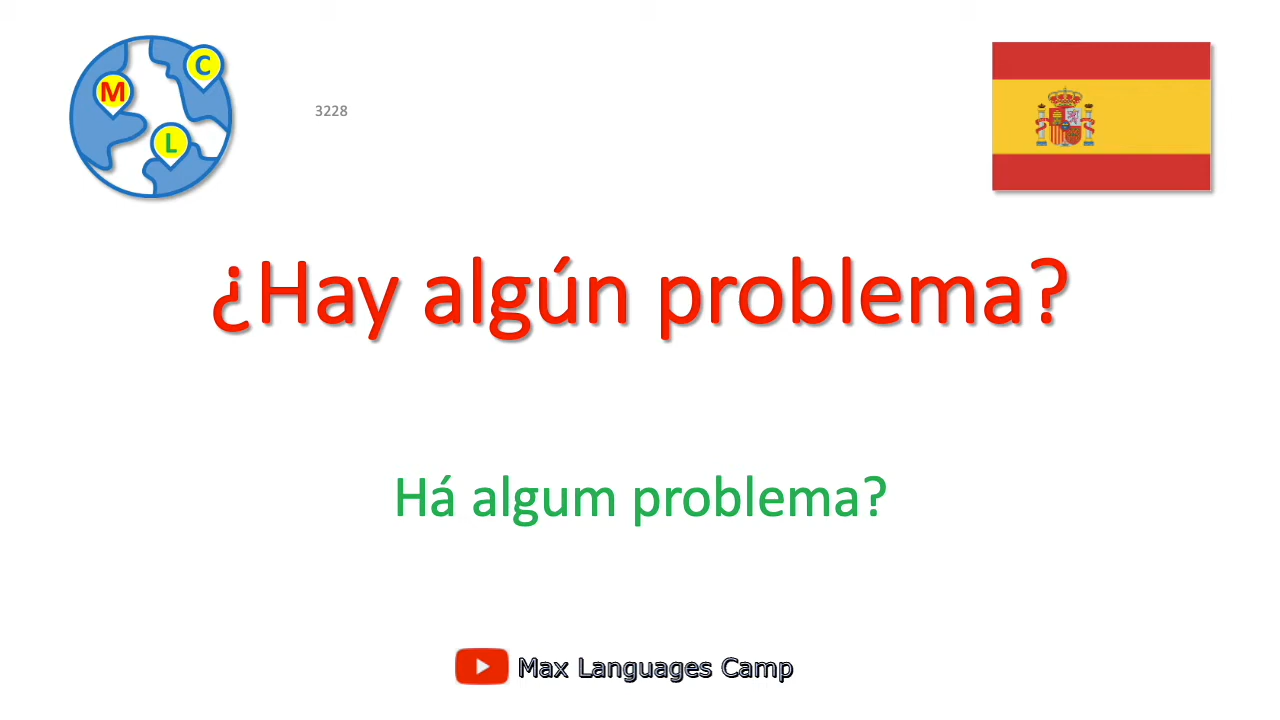 M
C
L
3228
¿Hay algún problema?
Há algum problema?
Max Languages Camp